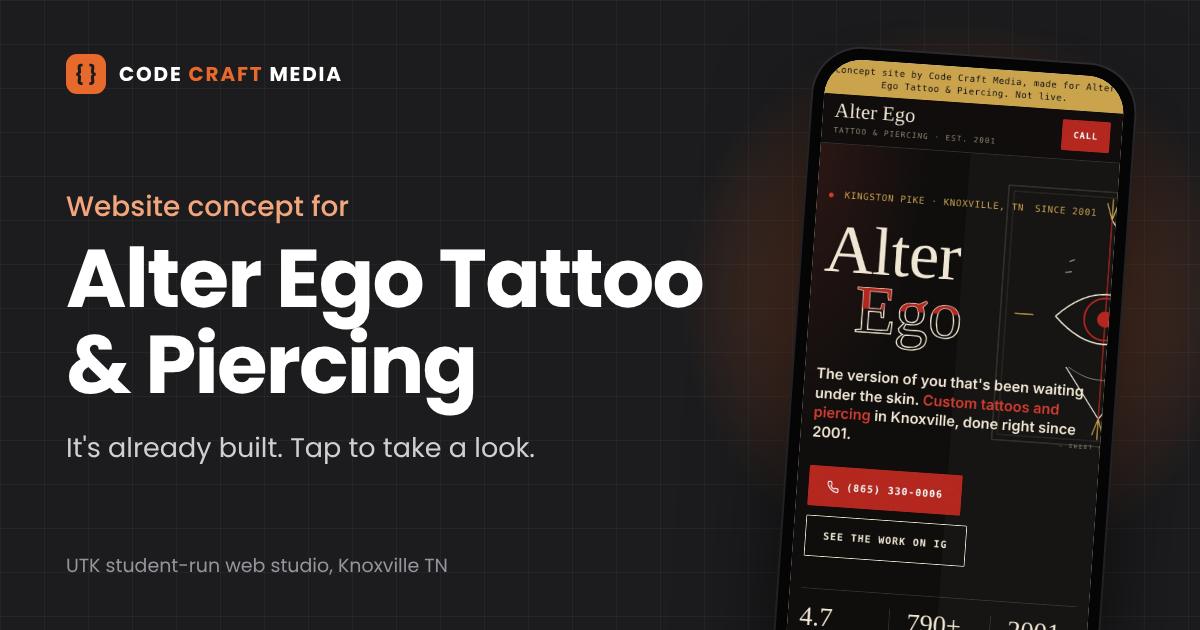 { } CODE CRAFT MEDIA
Website concept for
Alter Ego Tattoo
& Piercing
It's already built. Tap to take a look.
UTK student-run web studio, Knoxville TN
Concept site by Code Craft Media, made for Alter
Ego Tattoo & Piercing. Not live.
Alter Ego
TATTOO & PIERCING · EST. 2001
CALL
KINGSTON PIKE · KNOXVILLE, TN SINCE 2001
Alter
Ego
The version of you that's been waiting
under the skin. Custom tattoos and
piercing in Knoxville, done right since
2001.
(865) 330-0006
SEE THE WORK ON IG
4.7 790+ 2001